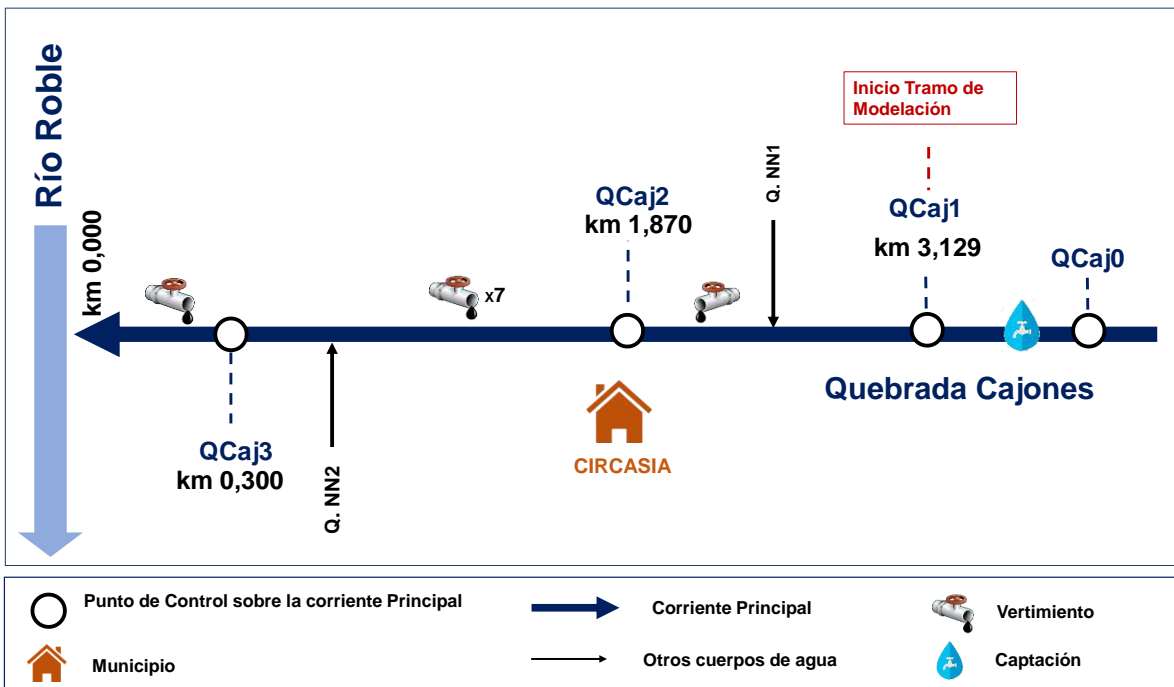 Río Roble
km 0,000
Inicio Tramo de
Modelación
Q. NN1
QCaj2
km 1,870
QCaj1
km 3,129
QCaj0
x7
Quebrada Cajones
QCaj3
km 0,300
Q. NN2
CIRCASIA
Punto de Control sobre la corriente Principal
Corriente Principal
Vertimiento
Municipio
Otros cuerpos de agua
Captación